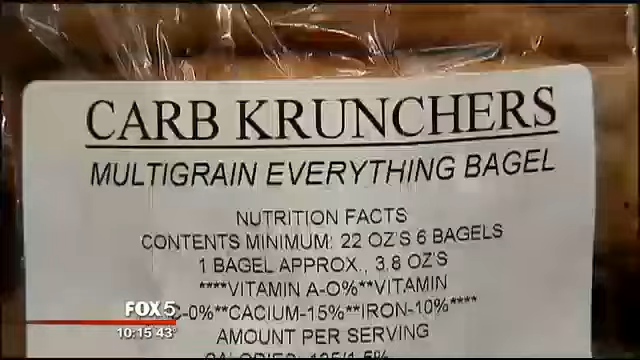 CARB KRUNCHERS
MULTIGRAIN EVERYTHING BAGEL
NUTRITION FACTS
CONTENTS MINIMUM: 22 OZ'S 6 BAGELS
1 BAGEL APPROX., 3.8 OZ'S
****VITAMIN A-0%**VITAMIN
C-0%**CACIUM-15%**IRON-10%****
AMOUNT PER SERVING
FOX 5
10:15 43°